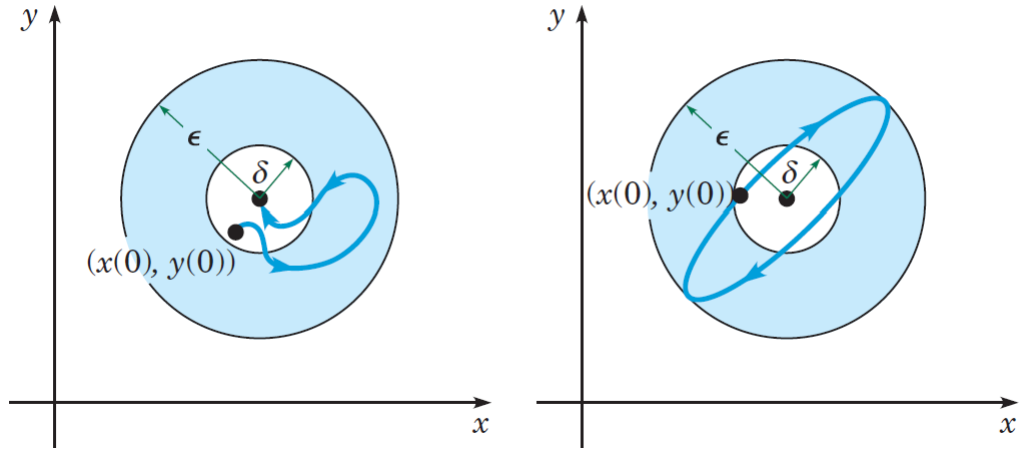 y
ϵ
δ
(x(0), y(0))
x
y
ϵ
δ
(x(0), y(0))
x